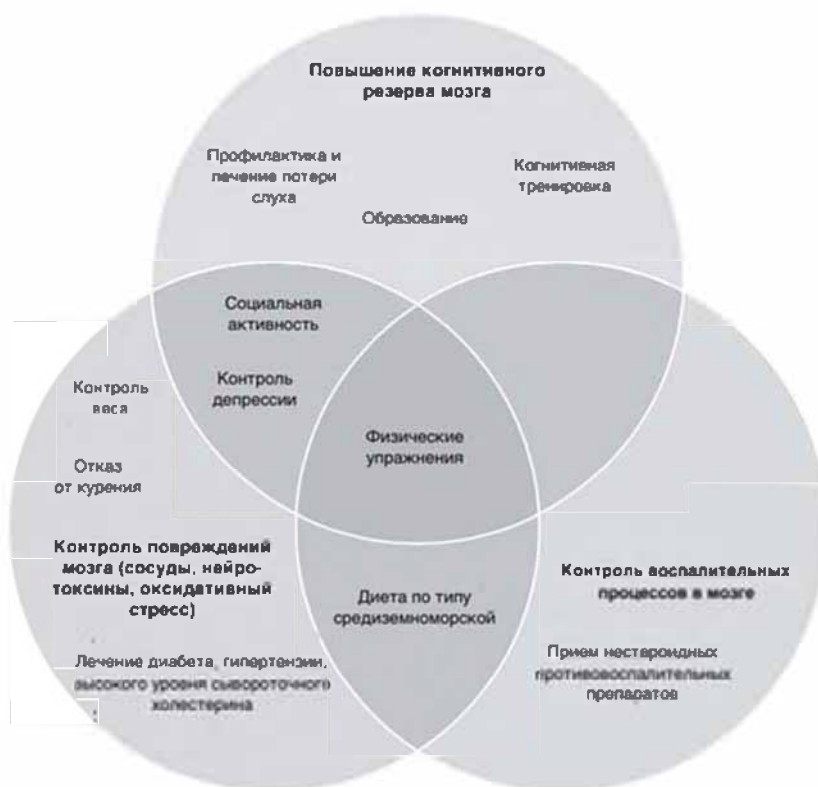 Повышение когнитивного
резерва мозга
Профилактика и
лечение потери
слуха
Когнитивная
тренировка
Образование
Социальная
активность
Контроль
депрессии
Контроль
веса
Физические
упражнения
Отказ
от курения
Контроль повреждений
мозга (сосуды, нейро-
токсины, оксидативный
стресс)
Контроль воспалительных
процессов в мозге
Диета по типу
средиземноморской
Лечение диабета, гипертензии,
высокого уровня сывороточного
холестерина
Прием нестароидных
противовоспалительных
препаратов